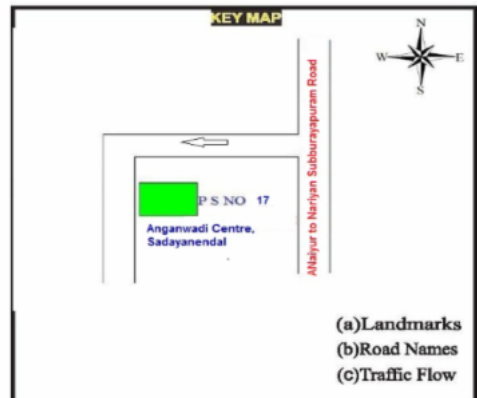 KEY MAP
N
W E
S
ANaiyur to Nariyan Subburayapuram Road
P S NO 17
Anganwadi Centre,
Sadayanendal
(a)Landmarks
(b)Road Names
(c)Traffic Flow